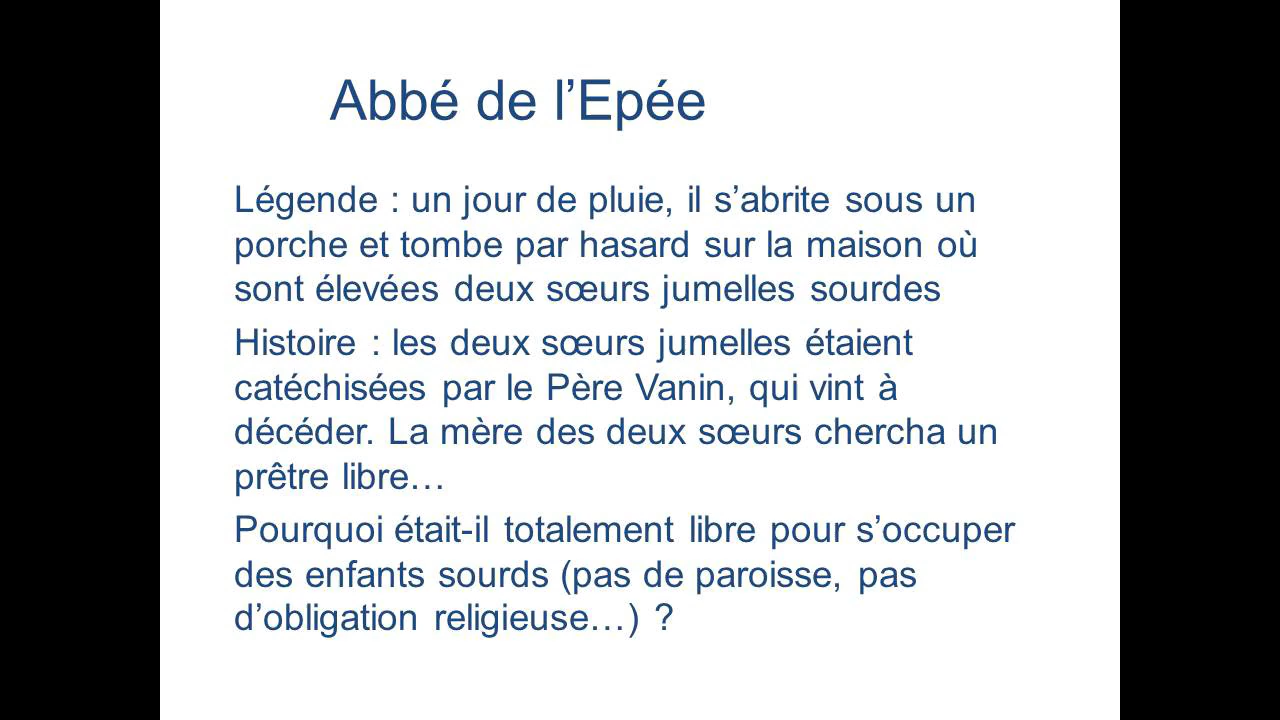 Abbé de l’Epée
Légende : un jour de pluie, il s’abrite sous un
porche et tombe par hasard sur la maison où
sont élevées deux sœurs jumelles sourdes
Histoire : les deux sœurs jumelles étaient
catéchisées par le Père Vanin, qui vint à
décéder. La mère des deux sœurs chercha un
prêtre libre…
Pourquoi était-il totalement libre pour s’occuper
des enfants sourds (pas de paroisse, pas
d’obligation religieuse…) ?